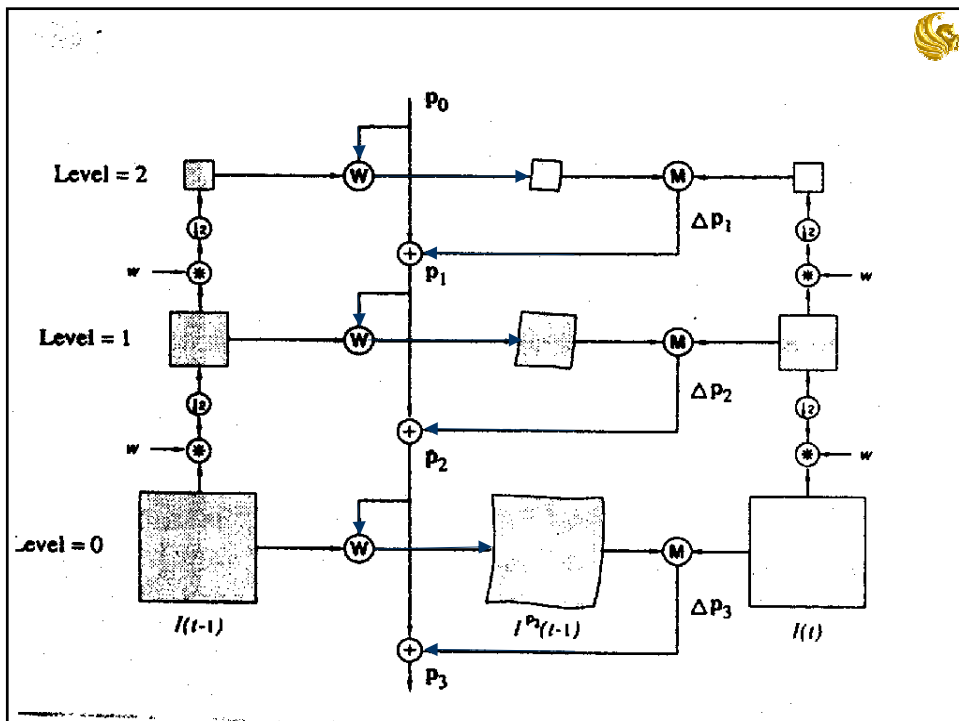 p0
Level = 2
W
M
↓2
↓2
Δp1
w
*
+
*
w
p1
Level = 1
W
M
↓2
↓2
Δp2
w
*
+
*
w
p2
Level = 0
W
M
Δp3
I(t-1)
I^p2(t-1)
I(t)
+
p3